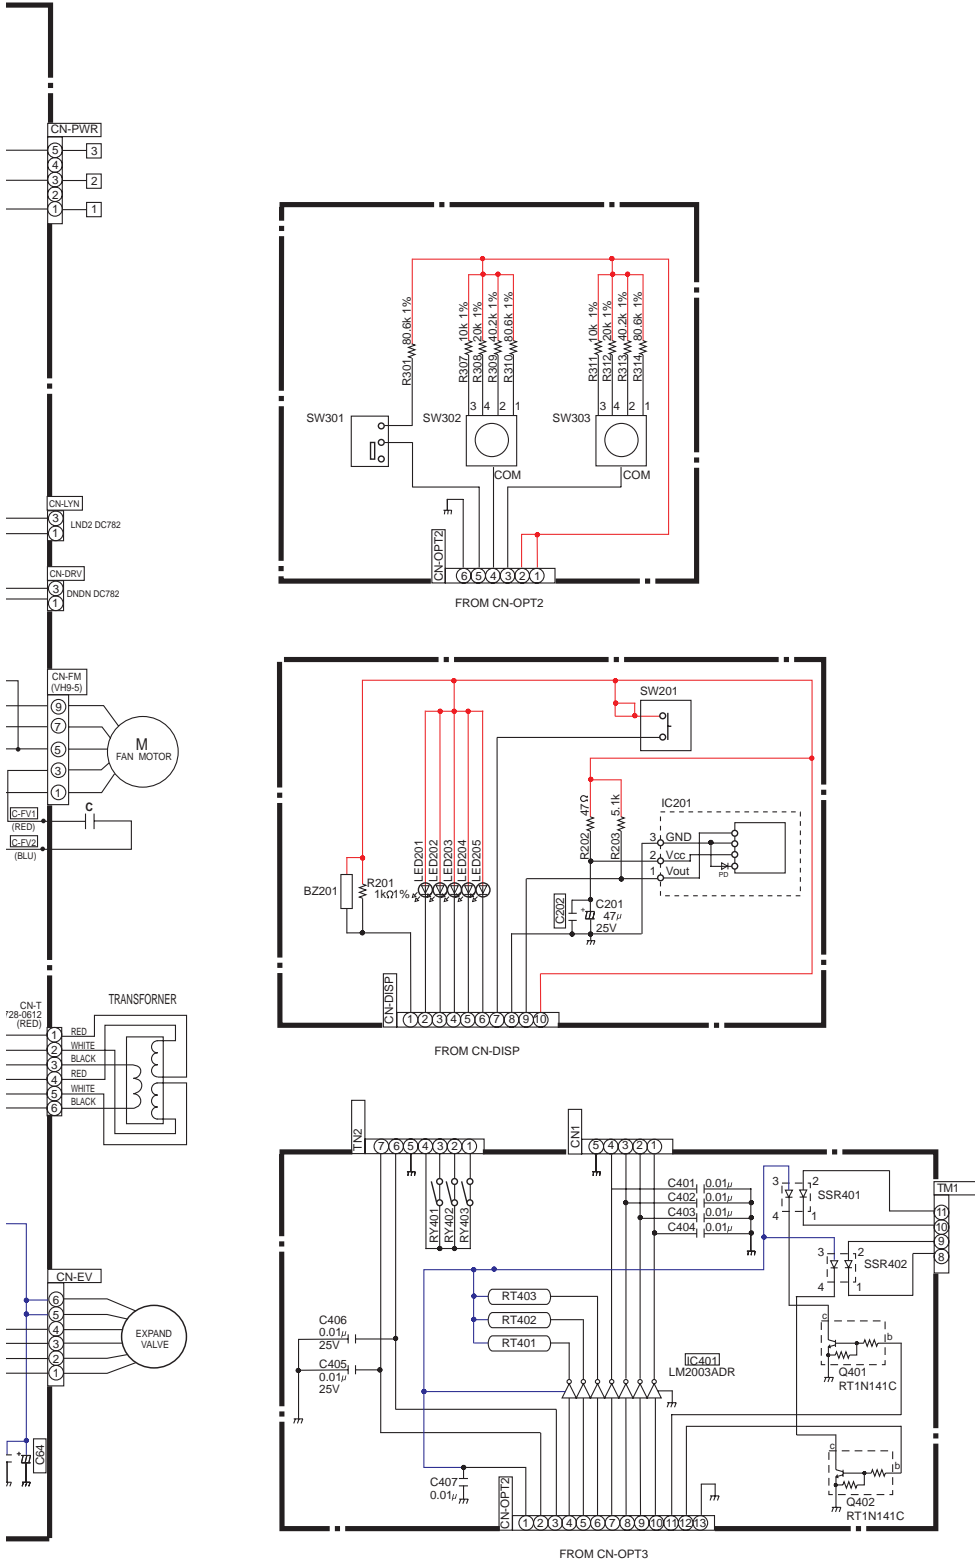 CN-PWR
5
3
4
3
2
2
1
1
80.6k 1%
R301
10k 1%
R307
20k 1%
R308
40.2k 1%
R309
80.6k 1%
R310
10k 1%
R311
20k 1%
R312
40.2k 1%
R313
80.6k 1%
R314
3 4 2 1
3 4 2 1
SW301
SW302
SW303
COM
COM
CN-LYN
3
1
LND2 DC782
CN-OPT2
6 5 4 3 2 1
FROM CN-OPT2
CN-DRV
3
1
DNDN DC782
CN-FM
(VH9-5)
9
7
5
3
1
M
FAN MOTOR
C-FV1
(RED)
C
C-FV2
(BLU)
SW201
47Ω
R202
5.1k
R203
IC201
3 GND
2 Vcc
1 Vout
PD
LED201
LED202
LED203
LED204
LED205
BZ201
R201
1kΩ1%
C202
+
C201
47µ
25V
CN-DISP
1 2 3 4 5 6 7 8 9 10
FROM CN-DISP
CN-T
728-0612
(RED)
TRANSFORNER
1 RED
2 WHITE
3 BLACK
4 RED
5 WHITE
6 BLACK
TN2
7 6 5 4 3 2 1
CN1
5 4 3 2 1
RY401
RY402
RY403
C401 0.01µ
C402 0.01µ
C403 0.01µ
C404 0.01µ
3 2
4 1
SSR401
TM1
11
10
9
8
3 2
4 1
SSR402
CN-EV
6
5
4
3
2
1
EXPAND
VALVE
RT403
RT402
RT401
C406
0.01µ
25V
C405
0.01µ
25V
IC401
LM2003ADR
c
b
Q401
RT1N141C
c
b
Q402
RT1N141C
+
C64
C407
0.01µ
CN-OPT2
1 2 3 4 5 6 7 8 9 10 11 12 13
FROM CN-OPT3